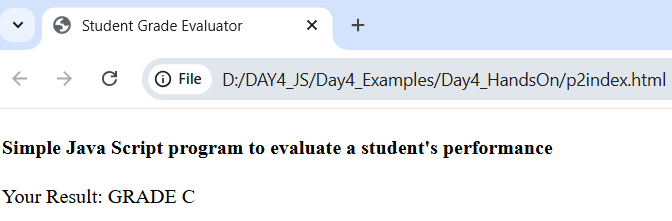 Student Grade Evaluator
File D:/DAY4_JS/Day4_Examples/Day4_HandsOn/p2index.html
Simple Java Script program to evaluate a student's performance
Your Result: GRADE C